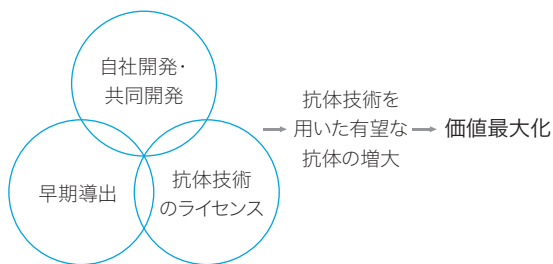 自社開発・
共同開発
早期導出
抗体技術
のライセンス
抗体技術を
用いた有望な
抗体の増大
価値最大化